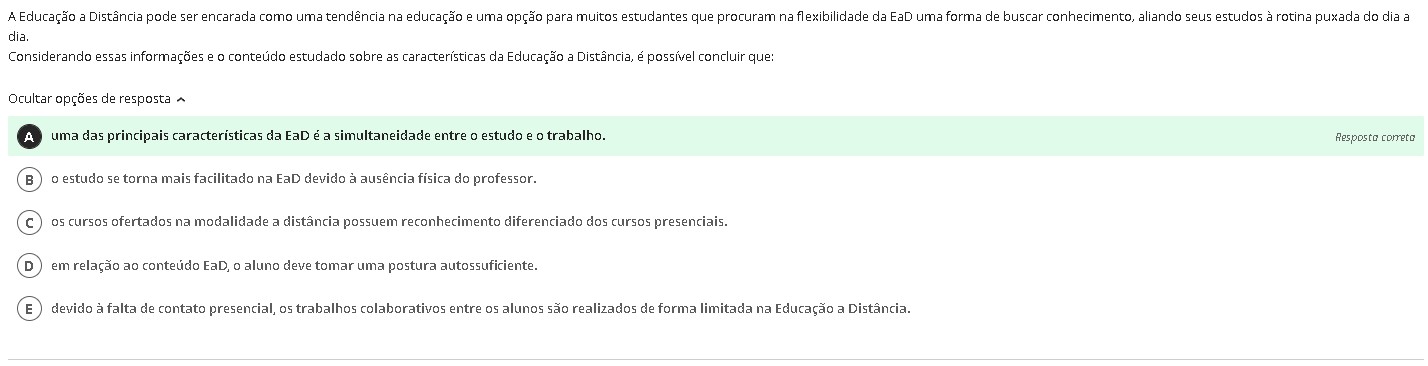 A Educação a Distância pode ser encarada como uma tendência na educação e uma opção para muitos estudantes que procuram na flexibilidade da EaD uma forma de buscar conhecimento, aliando seus estudos à rotina puxada do dia a
dia.
Considerando essas informações e o conteúdo estudado sobre as características da Educação a Distância, é possível concluir que:
Ocultar opções de resposta
A uma das principais características da EaD é a simultaneidade entre o estudo e o trabalho. Resposta correta
B o estudo se torna mais facilitado na EaD devido à ausência física do professor.
C os cursos ofertados na modalidade a distância possuem reconhecimento diferenciado dos cursos presenciais.
D em relação ao conteúdo EaD, o aluno deve tomar uma postura autossuficiente.
E devido à falta de contato presencial, os trabalhos colaborativos entre os alunos são realizados de forma limitada na Educação a Distância.